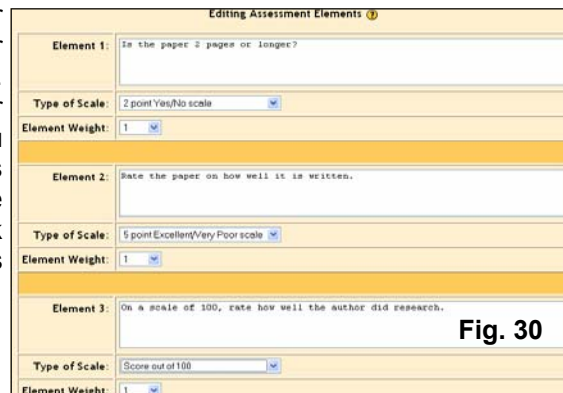 Editing Assessment Elements
Element 1: Is the paper 2 pages or longer?
Type of Scale: 2 point Yes/No scale
Element Weight: 1
Element 2: Rate the paper on how well it is written.
Type of Scale: 5 point Excellent/Very Poor scale
Element Weight: 1
Element 3: On a scale of 100, rate how well the author did research.
Fig. 30
Type of Scale: Score out of 100
Element Weight: 1